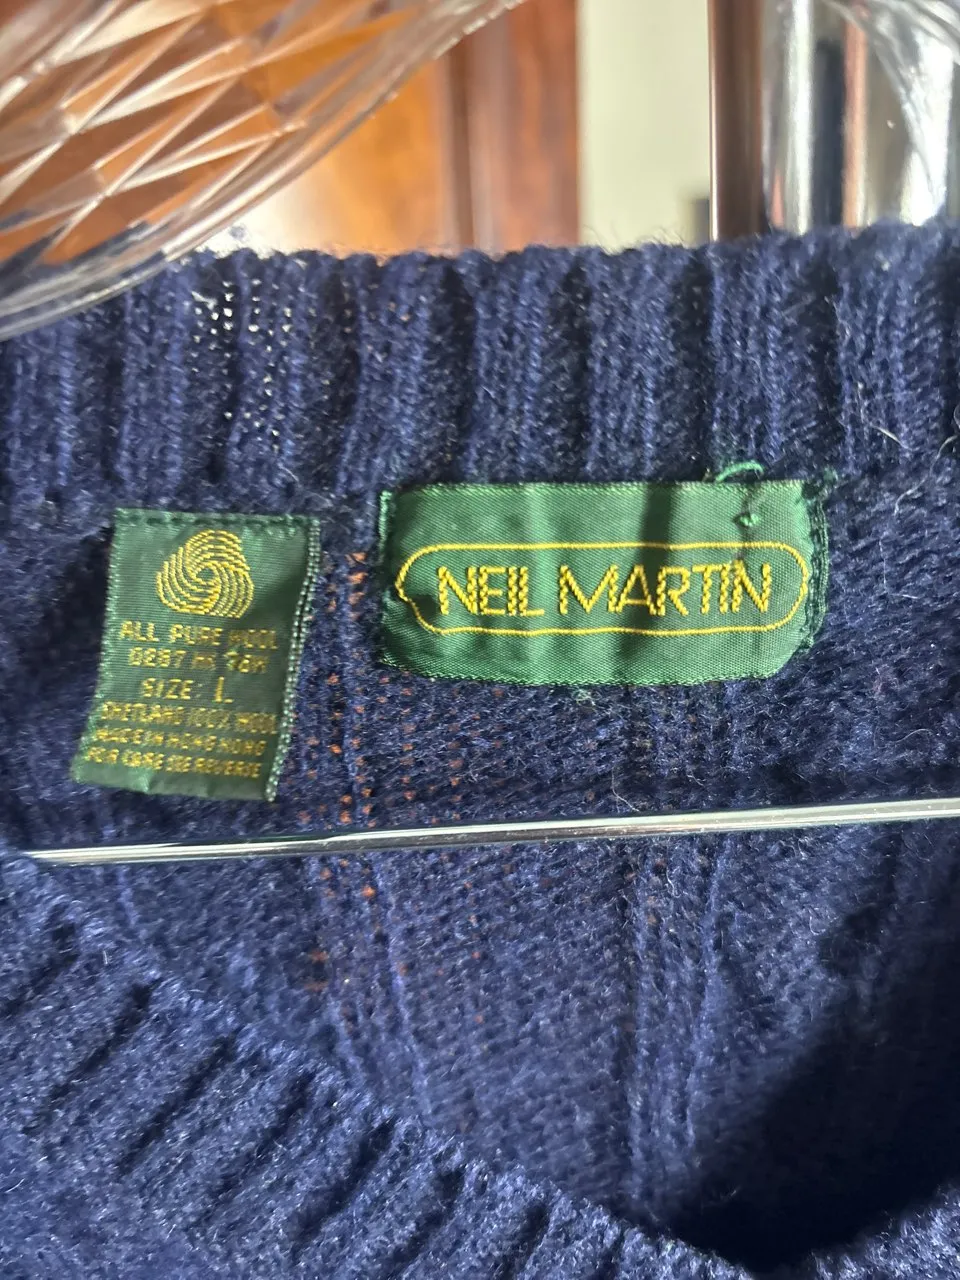 ALL PURE WOOL
SIZE: L
SHETLAND 100% WOOL
MADE IN HONG KONG
FOR CARE SEE REVERSE
NEIL MARTIN